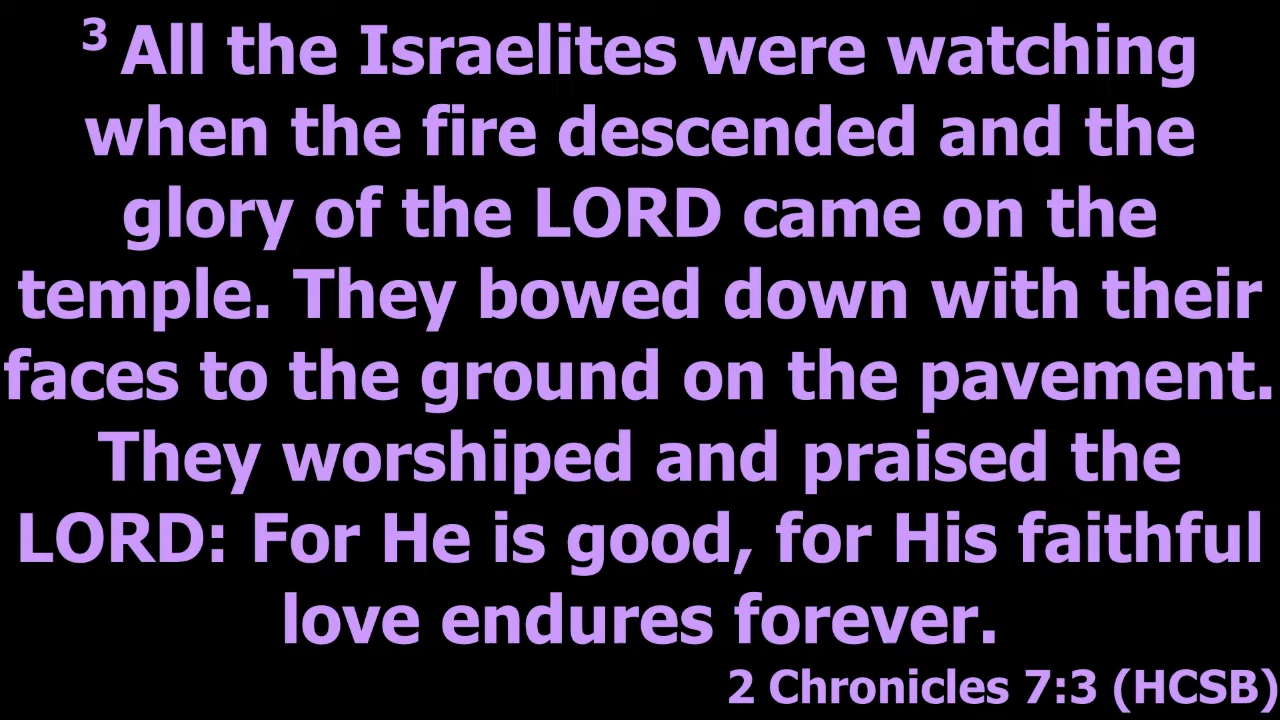 3 All the Israelites were watching
when the fire descended and the
glory of the LORD came on the
temple. They bowed down with their
faces to the ground on the pavement.
They worshiped and praised the
LORD: For He is good, for His faithful
love endures forever.
2 Chronicles 7:3 (HCSB)